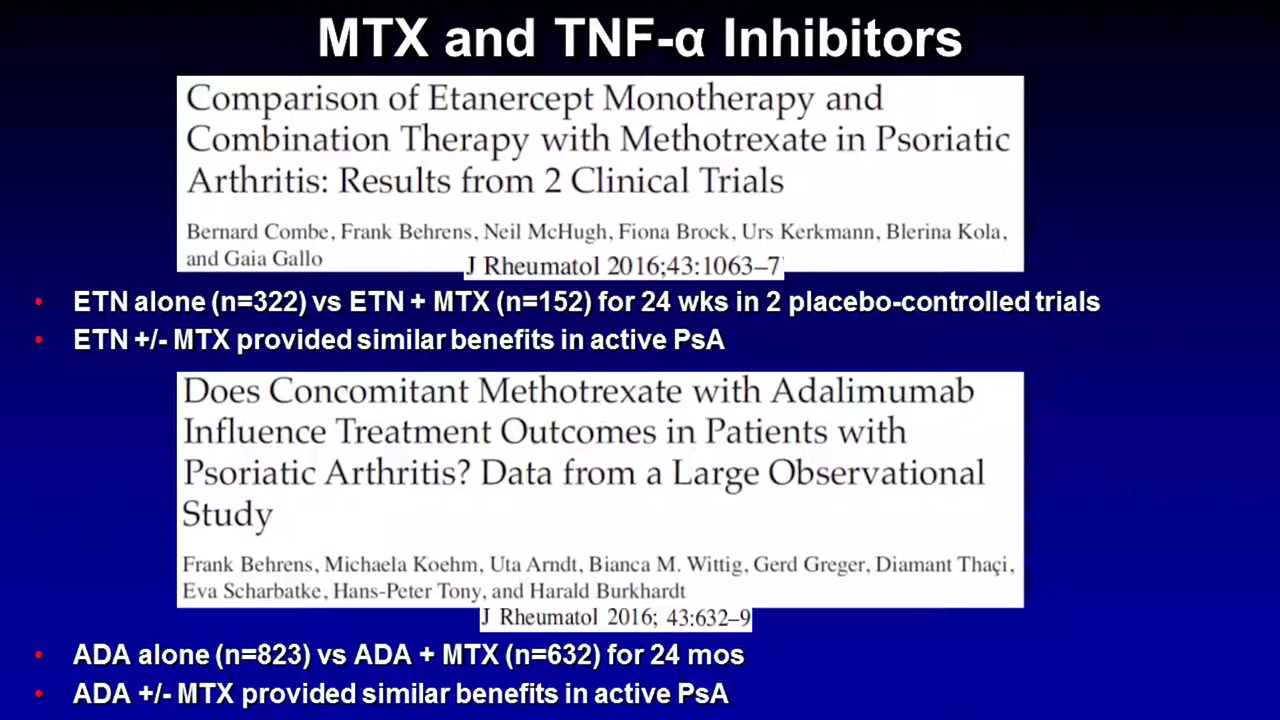 MTX and TNF-α Inhibitors
Comparison of Etanercept Monotherapy and
Combination Therapy with Methotrexate in Psoriatic
Arthritis: Results from 2 Clinical Trials
Bernard Combe, Frank Behrens, Neil McHugh, Fiona Brock, Urs Kerkmann, Blerina Kola,
and Gaia Gallo
J Rheumatol 2016;43:1063–7
• ETN alone (n=322) vs ETN + MTX (n=152) for 24 wks in 2 placebo-controlled trials
• ETN +/- MTX provided similar benefits in active PsA
Does Concomitant Methotrexate with Adalimumab
Influence Treatment Outcomes in Patients with
Psoriatic Arthritis? Data from a Large Observational
Study
Frank Behrens, Michaela Koehm, Uta Arndt, Bianca M. Wittig, Gerd Greger, Diamant Thaçi,
Eva Scharbatke, Hans-Peter Tony, and Harald Burkhardt
J Rheumatol 2016; 43:632–9
• ADA alone (n=823) vs ADA + MTX (n=632) for 24 mos
• ADA +/- MTX provided similar benefits in active PsA